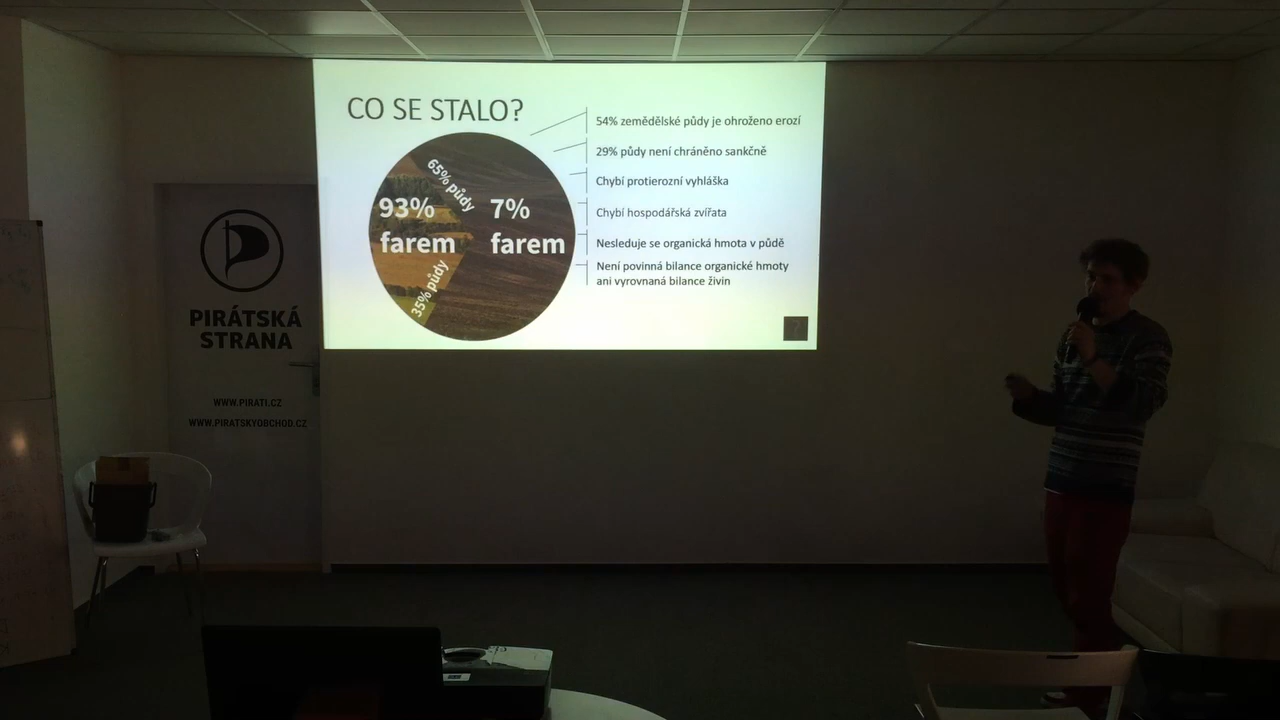 CO SE STALO?
54% zemědělské půdy je ohroženo erozí
29% půdy není chráněno sankčně
Chybí protierozní vyhláška
Chybí hospodářská zvířata
Nesleduje se organická hmota v půdě
Není povinná bilance organické hmoty
ani vyrovnaná bilance živin
65% půdy
93%
farem
7%
farem
35% půdy
PIRÁTSKÁ
STRANA
WWW.PIRATI.CZ
WWW.PIRATSKYOBCHOD.CZ